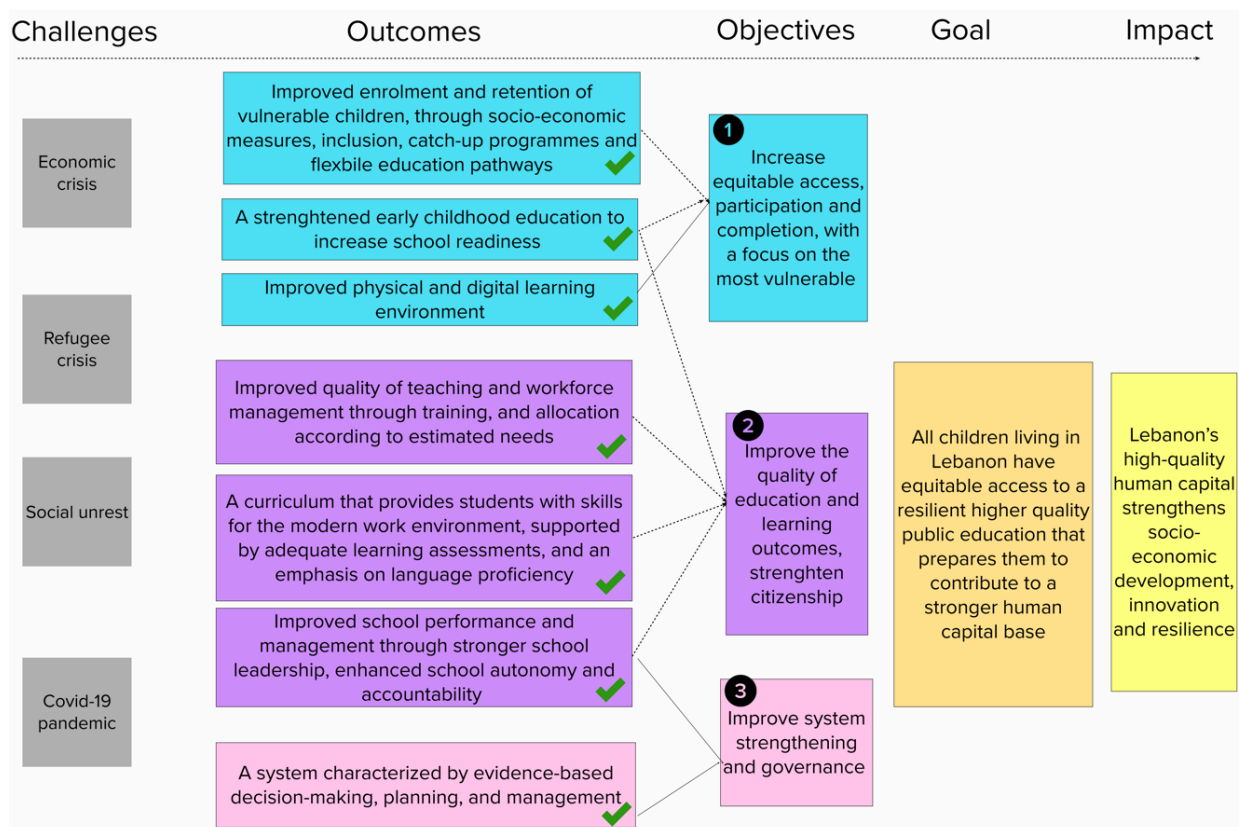 Challenges
Outcomes
Objectives
Goal
Impact
Economic
crisis
Refugee
crisis
Social unrest
Covid-19
pandemic
Improved enrolment and retention of
vulnerable children, through socio-economic
measures, inclusion, catch-up programmes and
flexbile education pathways
A strenghtened early childhood education to
increase school readiness
Improved physical and digital learning
environment
Improved quality of teaching and workforce
management through training, and allocation
according to estimated needs
A curriculum that provides students with skills
for the modern work environment, supported
by adequate learning assessments, and an
emphasis on language proficiency
Improved school performance and
management through stronger school
leadership, enhanced school autonomy and
accountability
A system characterized by evidence-based
decision-making, planning, and management
1
Increase
equitable access,
participation and
completion, with
a focus on the
most vulnerable
2
Improve the
quality of
education and
learning
outcomes,
strenghten
citizenship
3
Improve system
strengthening
and governance
All children living in
Lebanon have
equitable access to a
resilient higher quality
public education that
prepares them to
contribute to a
stronger human
capital base
Lebanon’s
high-quality
human capital
strengthens
socio-
economic
development,
innovation
and resilience